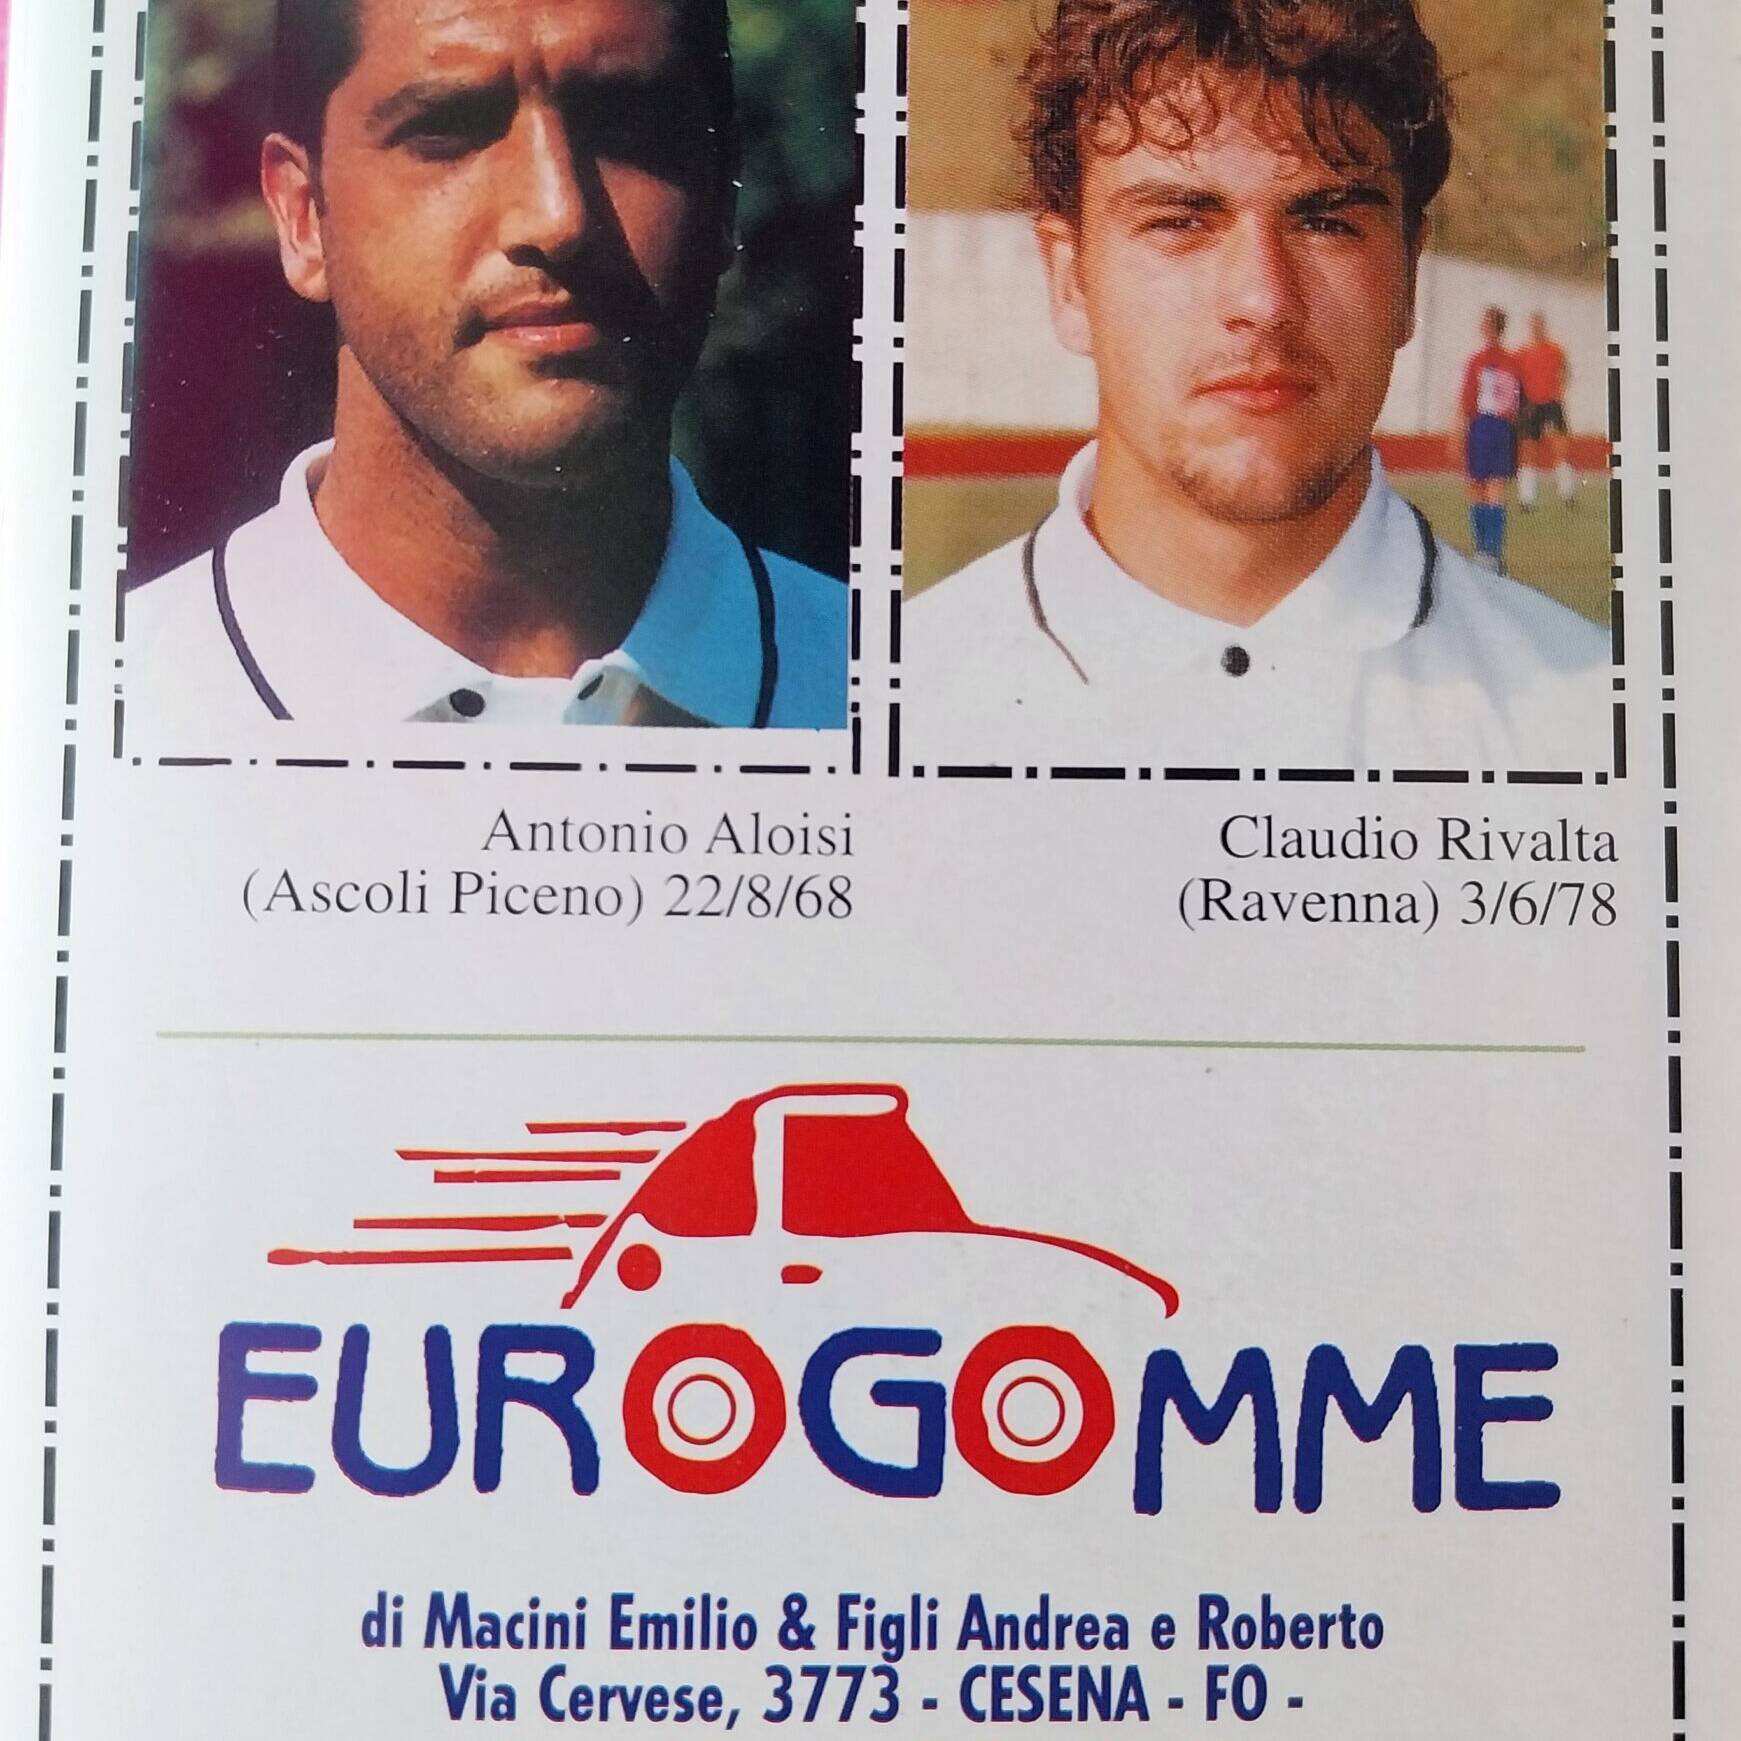 Antonio Aloisi
(Ascoli Piceno) 22/8/68
Claudio Rivalta
(Ravenna) 3/6/78
EUROGOMME
di Macini Emilio & Figli Andrea e Roberto
Via Cervese, 3773 - CESENA - FO -